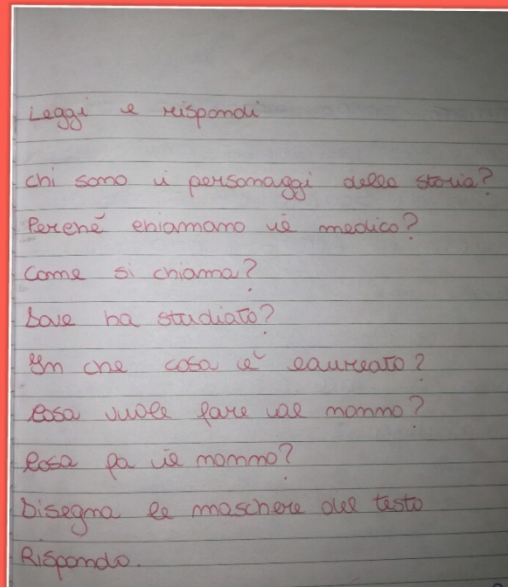 Leggi e rispondi
chi sono i personaggi della storia?
Perché chiamano il medico?
Come si chiama?
Dove ha studiato?
In che cosa è laureato?
Cosa vuole fare al nonno?
Cosa fa il nonno?
Disegna le maschere del testo
Rispondo.